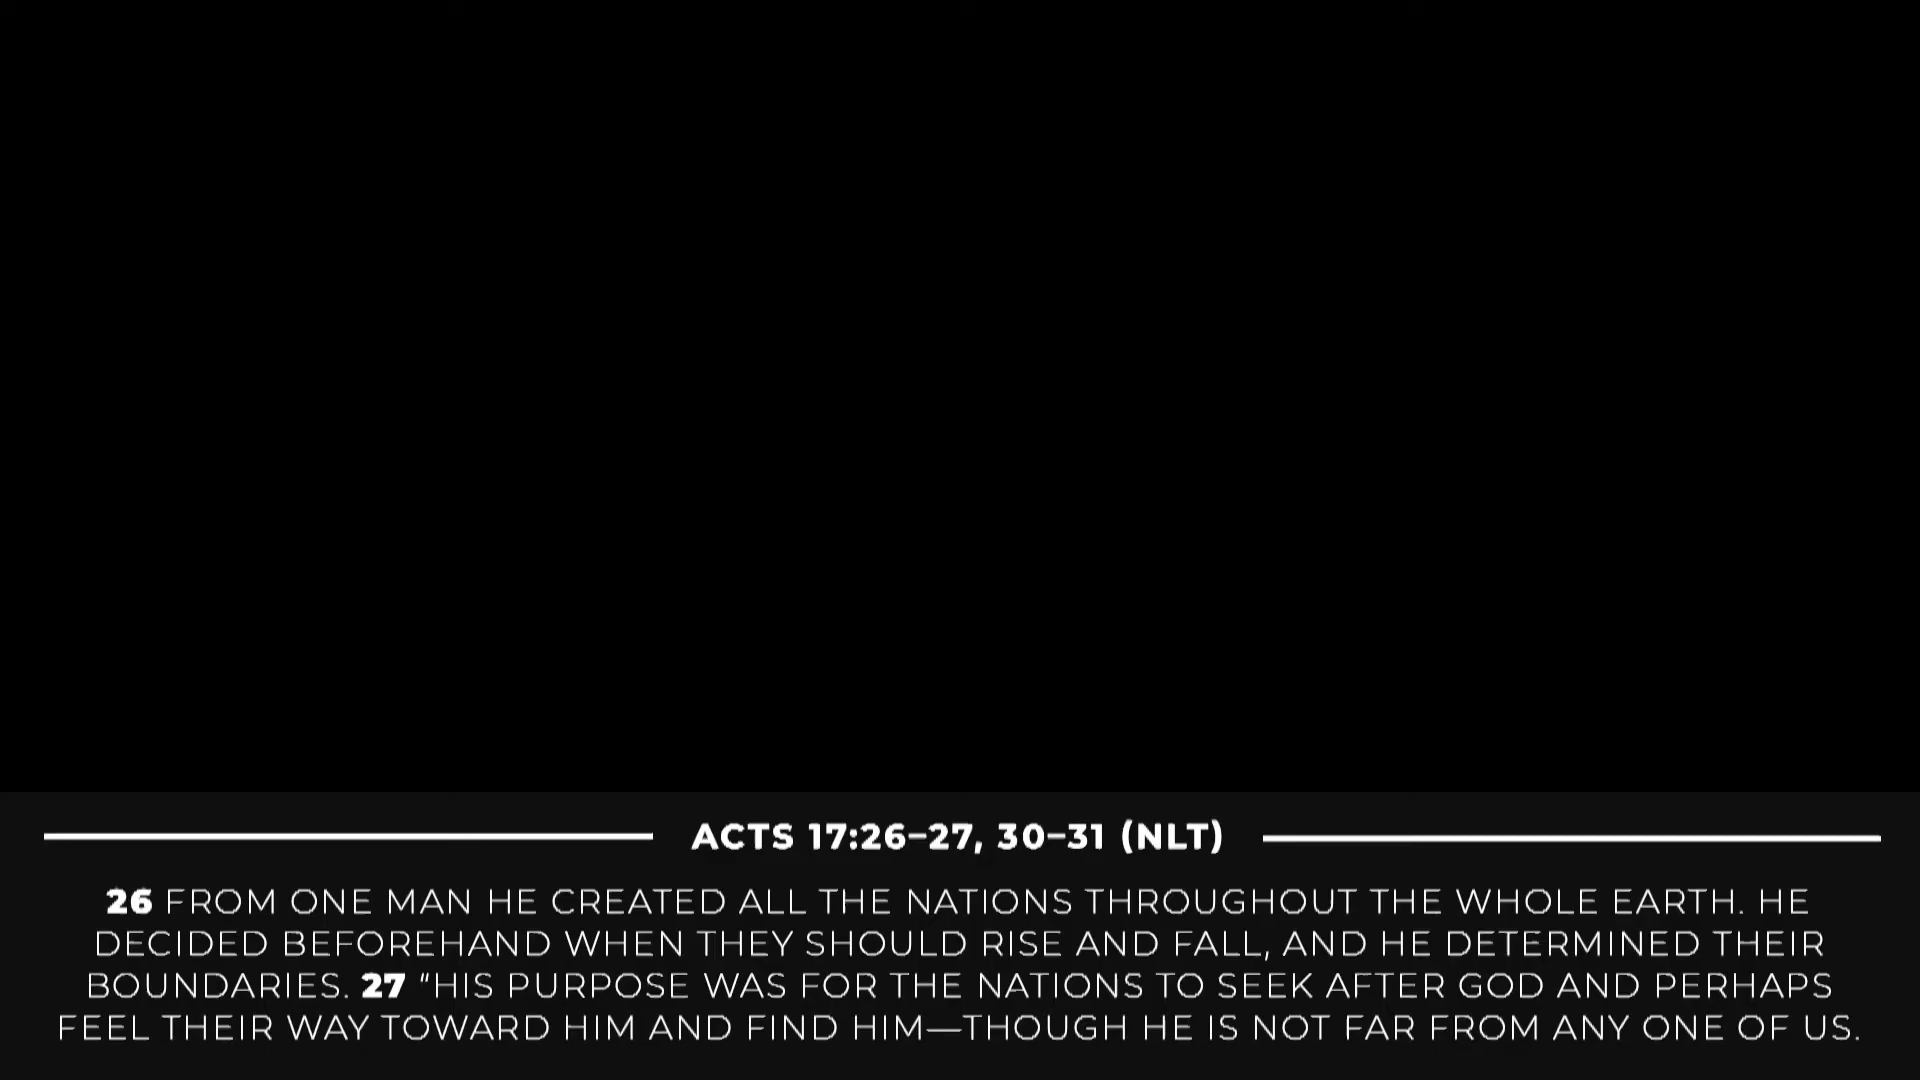 ACTS 17:26–27, 30–31 (NLT)
26 FROM ONE MAN HE CREATED ALL THE NATIONS THROUGHOUT THE WHOLE EARTH. HE
DECIDED BEFOREHAND WHEN THEY SHOULD RISE AND FALL, AND HE DETERMINED THEIR
BOUNDARIES. 27 “HIS PURPOSE WAS FOR THE NATIONS TO SEEK AFTER GOD AND PERHAPS
FEEL THEIR WAY TOWARD HIM AND FIND HIM—THOUGH HE IS NOT FAR FROM ANY ONE OF US.